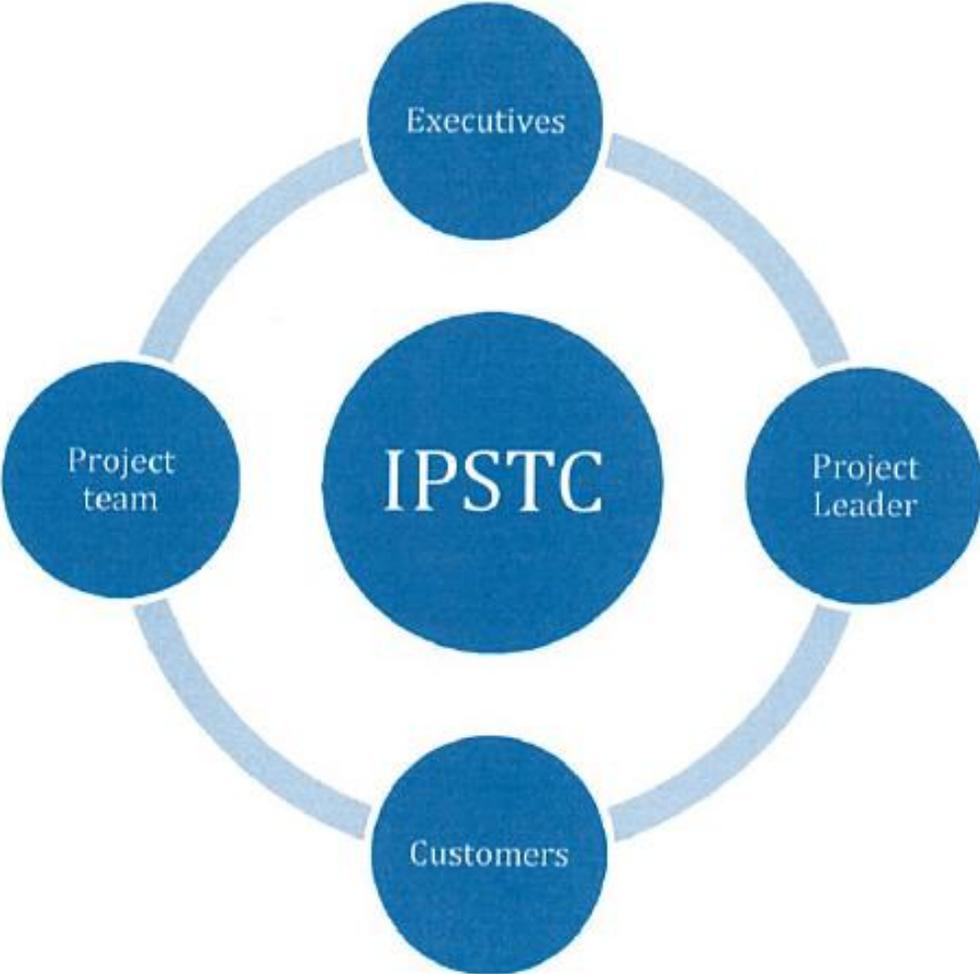 Executives
Project
team
IPSTC
Project
Leader
Customers